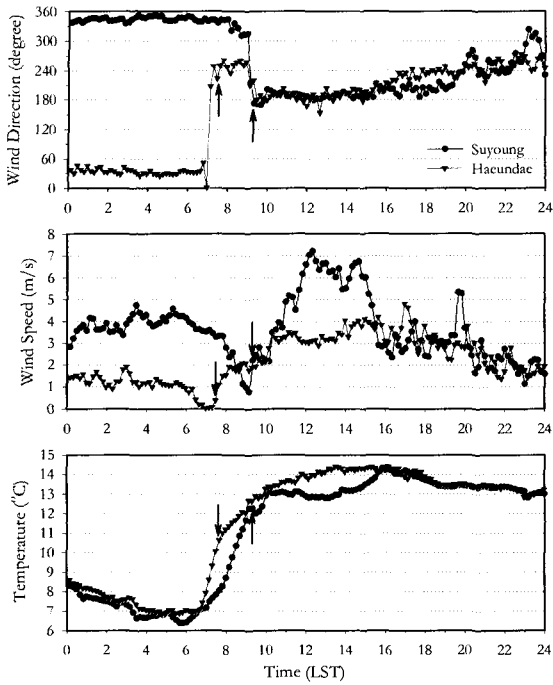 360
300
240
180
120
60
0
Wind Direction (degree)
Suyoung
Haeundae
0 2 4 6 8 10 12 14 16 18 20 22 24
8
7
6
5
4
3
2
1
0
Wind Speed (m/s)
0 2 4 6 8 10 12 14 16 18 20 22 24
15
14
13
12
11
10
9
8
7
6
Temperature (°C)
0 2 4 6 8 10 12 14 16 18 20 22 24
Time (LST)